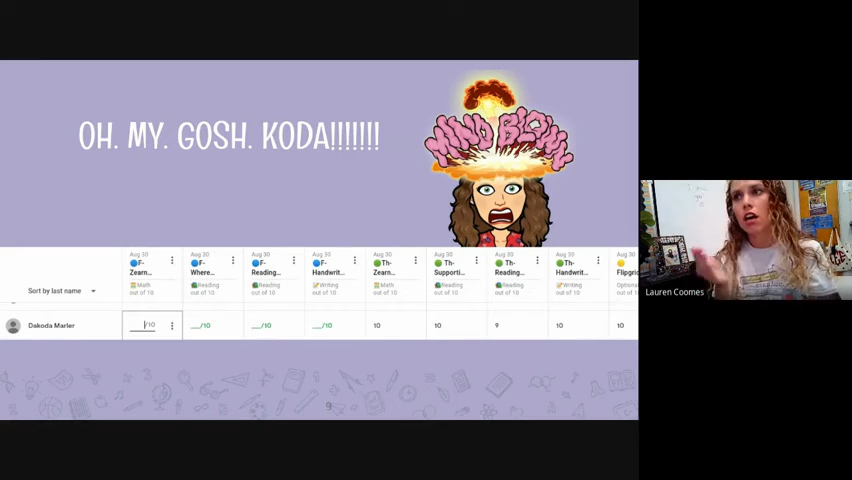 OH. MY. GOSH. KODA!!!!!!!
MIND BLOWN
Aug 30 Aug 30 Aug 30 Aug 30 Aug 30 Aug 30 Aug 30 Aug 30 Aug 30
F- F- F- F- Th- Th- Th- Th- Flipgri
Zearn... Where... Reading... Handwrit... Zearn... Supporti... Reading... Handwrit...
Math Reading Reading Writing Math Reading Reading Writing Optional
Sort by last name out of 10 out of 10 out of 10 out of 10 out of 10 out of 10 out of 10 out of 10 out of 10
Dakoda Marler /10 __/10 __/10 __/10 10 10 9 10 10
9
Lauren Coomes